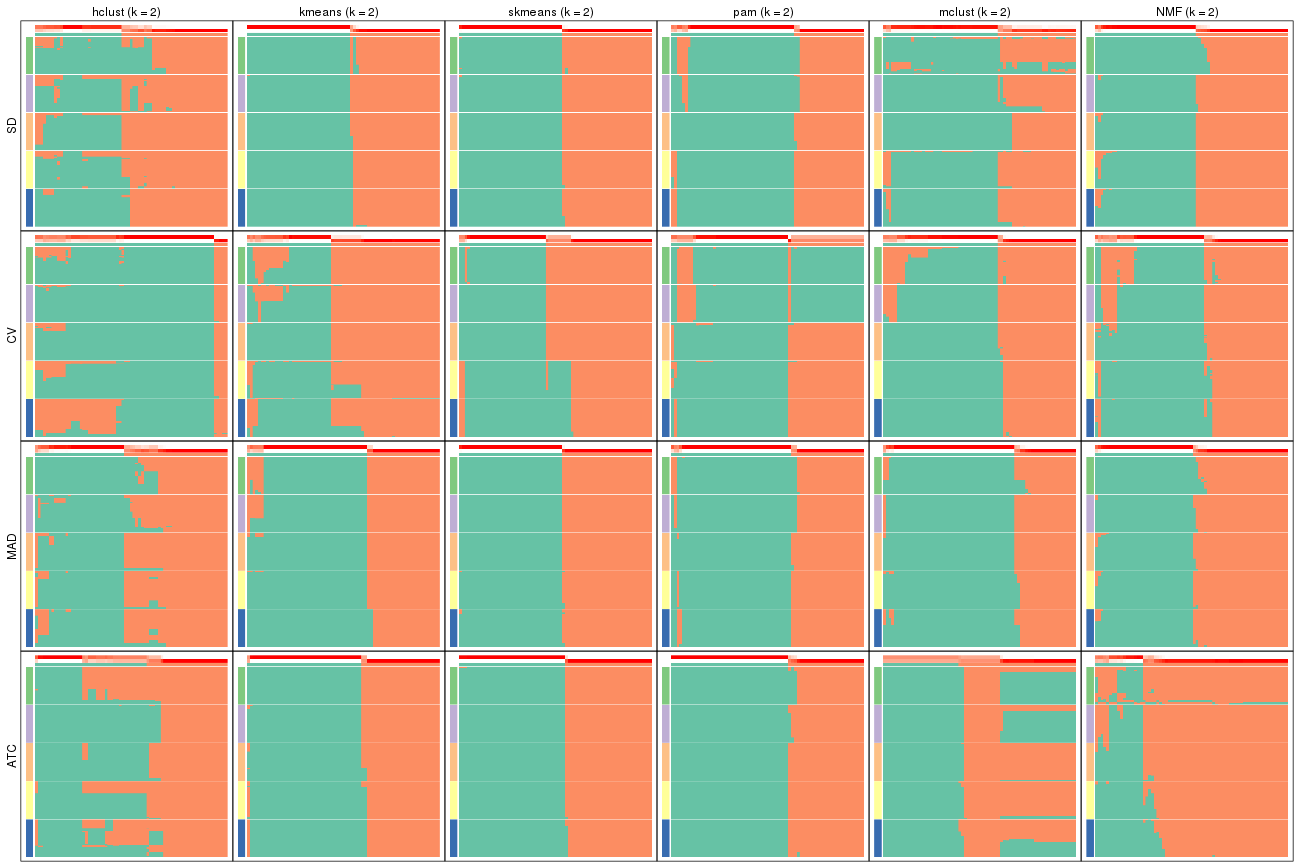 hclust (k = 2)
kmeans (k = 2)
skmeans (k = 2)
pam (k = 2)
mclust (k = 2)
NMF (k = 2)
SD
CV
MAD
ATC